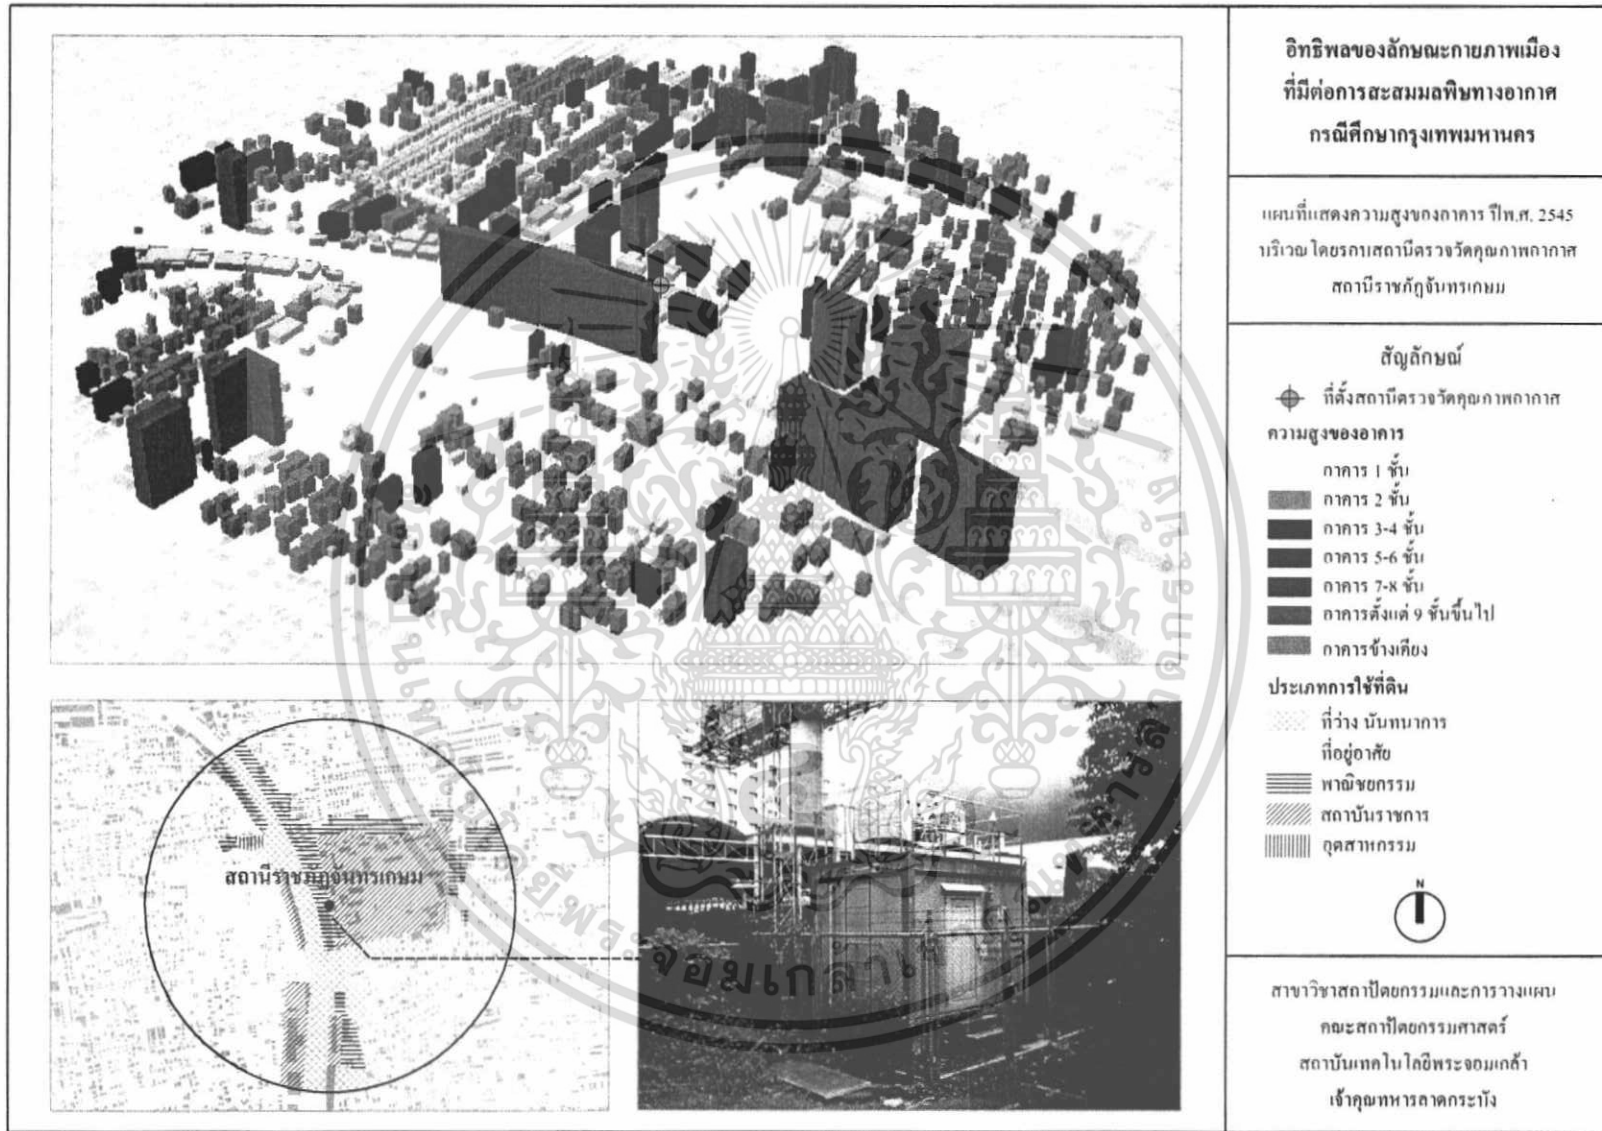 อิทธิพลของลักษณะกายภาพเมือง
ที่มีต่อการสะสมมลพิษทางอากาศ
กรณีศึกษากรุงเทพมหานคร
แผนที่แสดงความสูงของอาคาร ปีพ.ศ. 2545
บริเวณโดยรอบสถานีตรวจวัดคุณภาพอากาศ
สถานีราชภัฏจันทรเกษม
สัญลักษณ์
ที่ตั้งสถานีตรวจวัดคุณภาพอากาศ
ความสูงของอาคาร
อาคาร 1 ชั้น
อาคาร 2 ชั้น
อาคาร 3-4 ชั้น
อาคาร 5-6 ชั้น
อาคาร 7-8 ชั้น
อาคารตั้งแต่ 9 ชั้นขึ้นไป
อาคารข้างเคียง
ประเภทการใช้ที่ดิน
ที่ว่าง นันทนาการ
ที่อยู่อาศัย
พาณิชยกรรม
สถาบันราชการ
อุตสาหกรรม
N
สาขาวิชาสถาปัตยกรรมและการวางแผน
คณะสถาปัตยกรรมศาสตร์
สถาบันเทคโนโลยีพระจอมเกล้า
เจ้าคุณทหารลาดกระบัง
สถานีราชภัฏจันทรเกษม